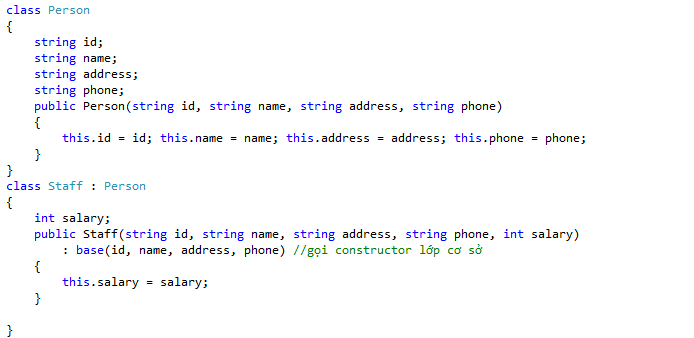 class Person
{
    string id;
    string name;
    string address;
    string phone;
    public Person(string id, string name, string address, string phone)
    {
        this.id = id; this.name = name; this.address = address; this.phone = phone;
    }
}
class Staff : Person
{
    int salary;
    public Staff(string id, string name, string address, string phone, int salary)
        : base(id, name, address, phone) //gọi constructor lớp cơ sở
    {
        this.salary = salary;
    }

}